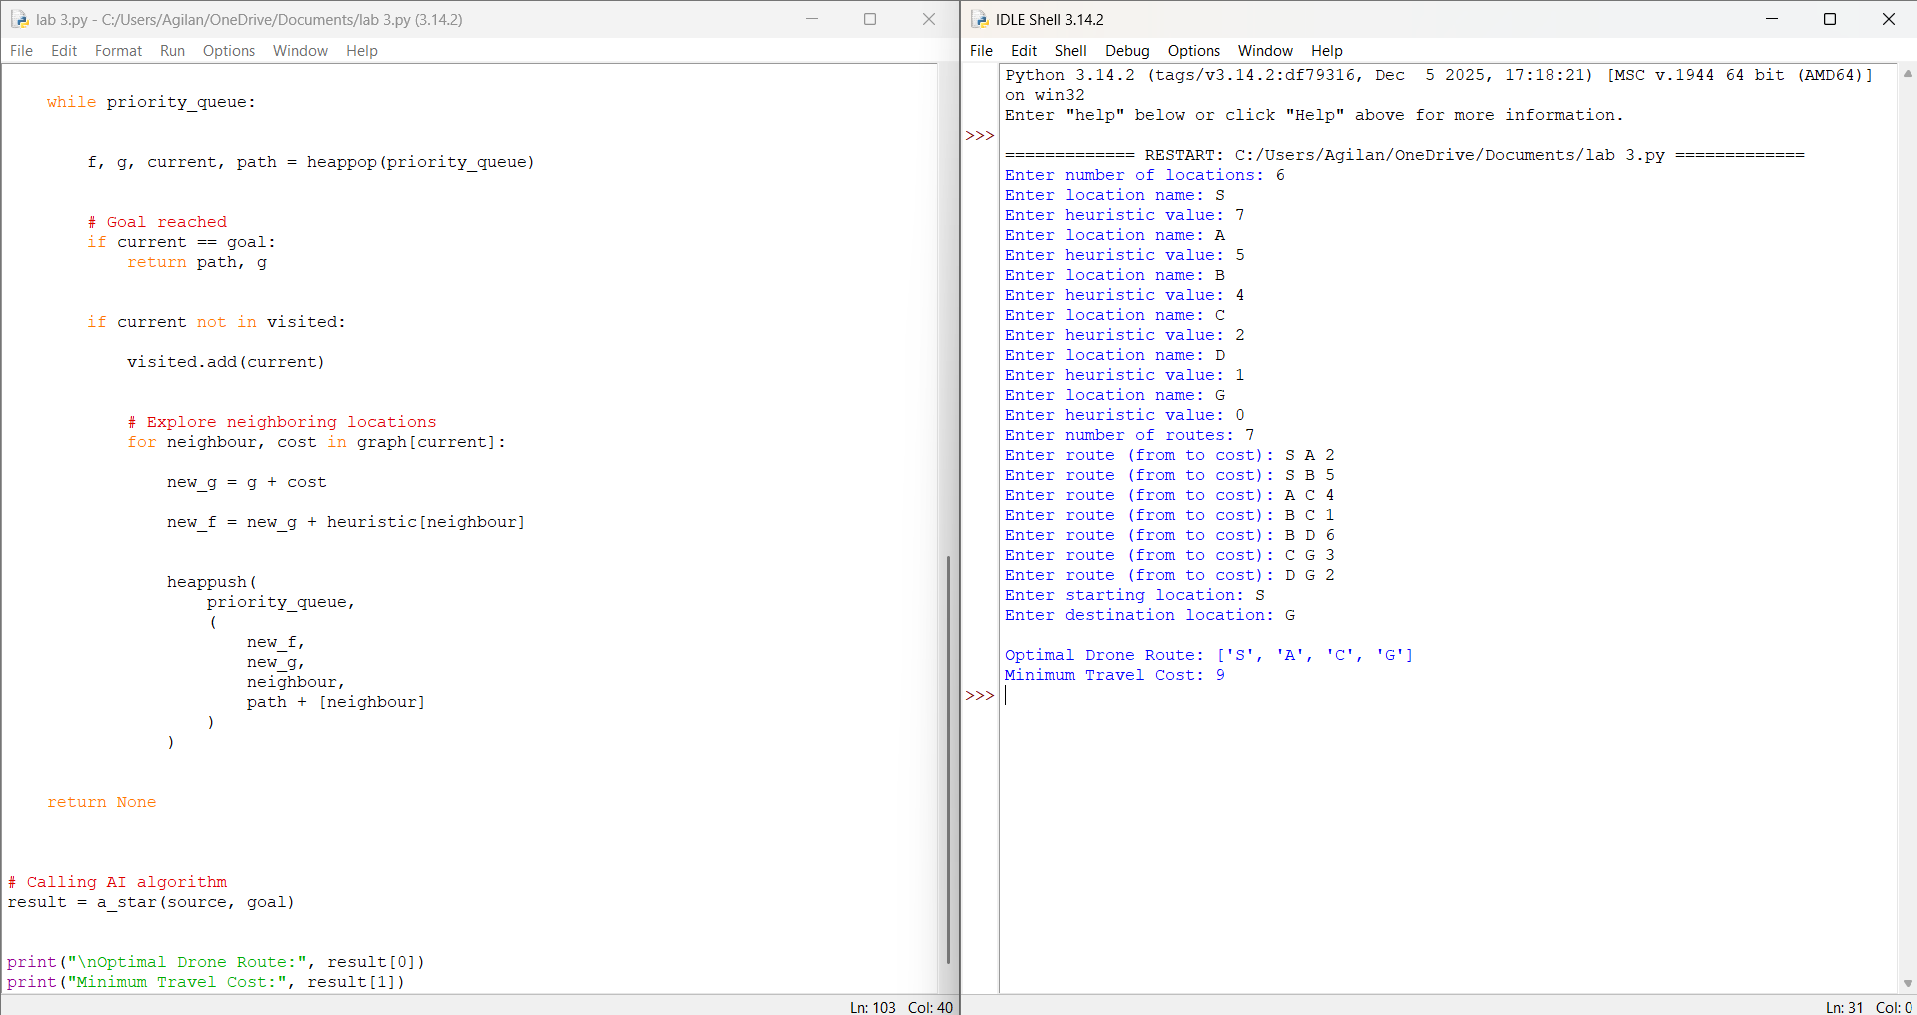 lab 3.py - C:/Users/Agilan/OneDrive/Documents/lab 3.py (3.14.2)
File Edit Format Run Options Window Help
while priority_queue:
f, g, current, path = heappop(priority_queue)
# Goal reached
if current == goal:
return path, g
if current not in visited:
visited.add(current)
# Explore neighboring locations
for neighbour, cost in graph[current]:
new_g = g + cost
new_f = new_g + heuristic[neighbour]
heappush(
priority_queue,
(
new_f,
new_g,
neighbour,
path + [neighbour]
)
)
return None
# Calling AI algorithm
result = a_star(source, goal)
print("\nOptimal Drone Route:", result[0])
print("Minimum Travel Cost:", result[1])
Ln: 103 Col: 40
IDLE Shell 3.14.2
File Edit Shell Debug Options Window Help
Python 3.14.2 (tags/v3.14.2:df79316, Dec  5 2025, 17:18:21) [MSC v.1944 64 bit (AMD64)]
on win32
Enter "help" below or click "Help" above for more information.
>>>
============= RESTART: C:/Users/Agilan/OneDrive/Documents/lab 3.py =============
Enter number of locations: 6
Enter location name: S
Enter heuristic value: 7
Enter location name: A
Enter heuristic value: 5
Enter location name: B
Enter heuristic value: 4
Enter location name: C
Enter heuristic value: 2
Enter location name: D
Enter heuristic value: 1
Enter location name: G
Enter heuristic value: 0
Enter number of routes: 7
Enter route (from to cost): S A 2
Enter route (from to cost): S B 5
Enter route (from to cost): A C 4
Enter route (from to cost): B C 1
Enter route (from to cost): B D 6
Enter route (from to cost): C G 3
Enter route (from to cost): D G 2
Enter starting location: S
Enter destination location: G
Optimal Drone Route: ['S', 'A', 'C', 'G']
Minimum Travel Cost: 9
>>>
Ln: 31 Col: 0